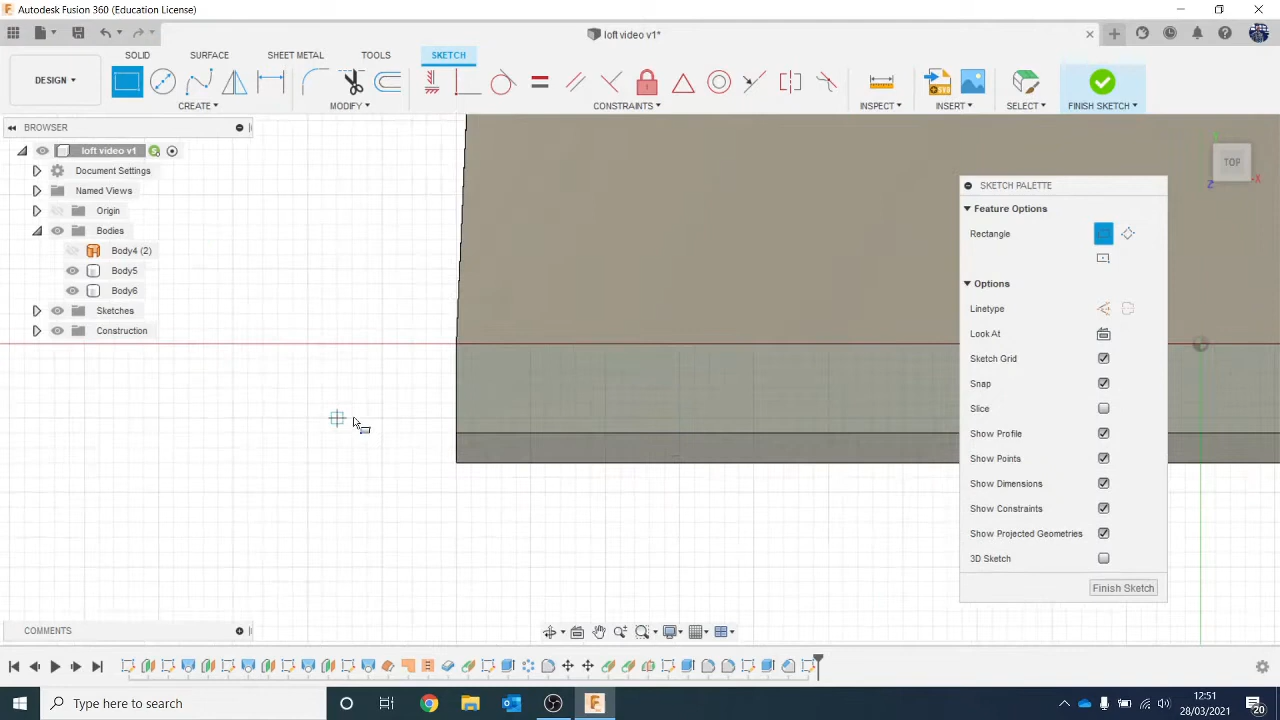 Autodesk Fusion 360 (Education License)
loft video v1*
SOLID SURFACE SHEET METAL TOOLS SKETCH
DESIGN
CREATE MODIFY CONSTRAINTS INSPECT INSERT SELECT FINISH SKETCH
BROWSER
loft video v1
Document Settings
Named Views
Origin
Bodies
Body4 (2)
Body5
Body6
Sketches
Construction
TOP
X
Z
SKETCH PALETTE
Feature Options
Rectangle
Options
Linetype
Look At
Sketch Grid
Snap
Slice
Show Profile
Show Points
Show Dimensions
Show Constraints
Show Projected Geometries
3D Sketch
Finish Sketch
COMMENTS
Type here to search
12:51
28/03/2021
20